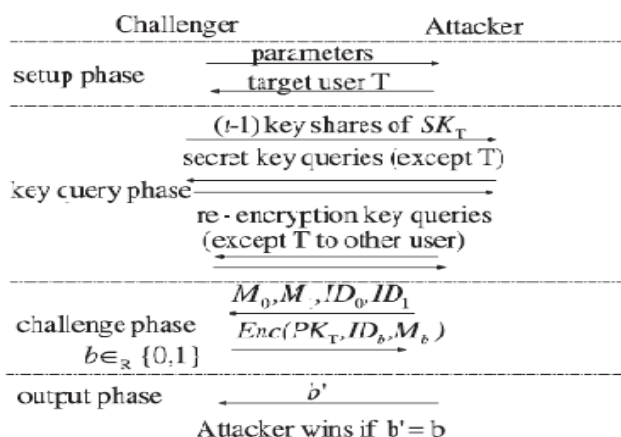 Challenger Attacker
parameters
setup phase
target user T
(t-1) key shares of SK_T
secret key queries (except T)
key query phase
re-encryption key queries
(except T to other user)
M_0, M_1, ID_0, ID_1
challenge phase
Enc(PK_T, ID_b, M_b)
b∈_R {0,1}
output phase
b'
Attacker wins if b'= b